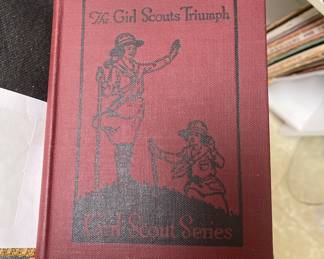 The Girl Scouts Triumph
Girl Scout Series